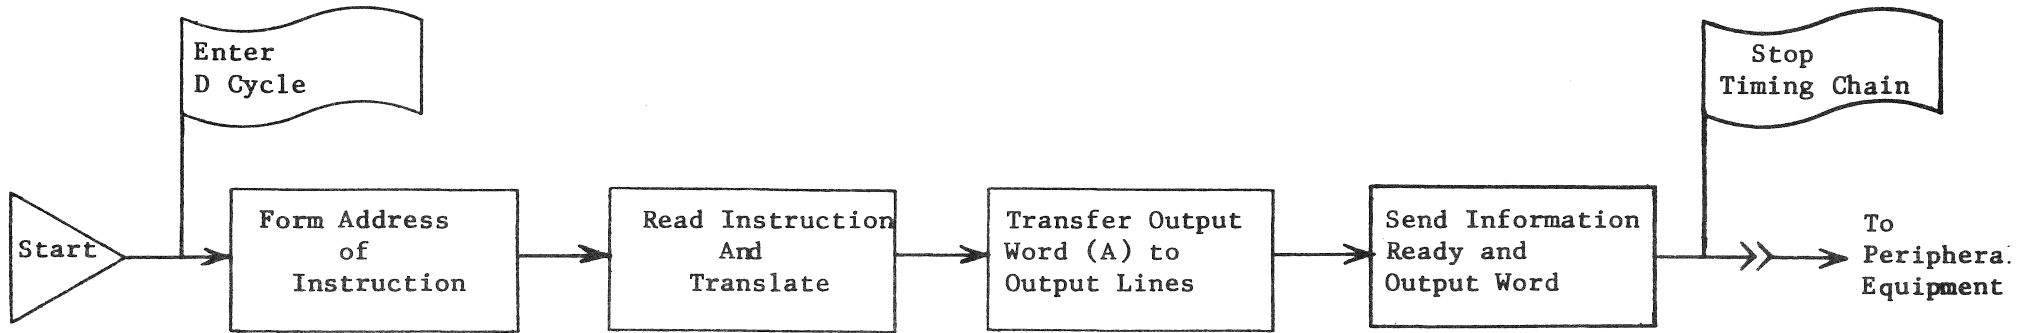 Enter
D Cycle
Stop
Timing Chain
Start
Form Address
of
Instruction
Read Instruction
And
Translate
Transfer Output
Word (A) to
Output Lines
Send Information
Ready and
Output Word
To
Periphera
Equipment